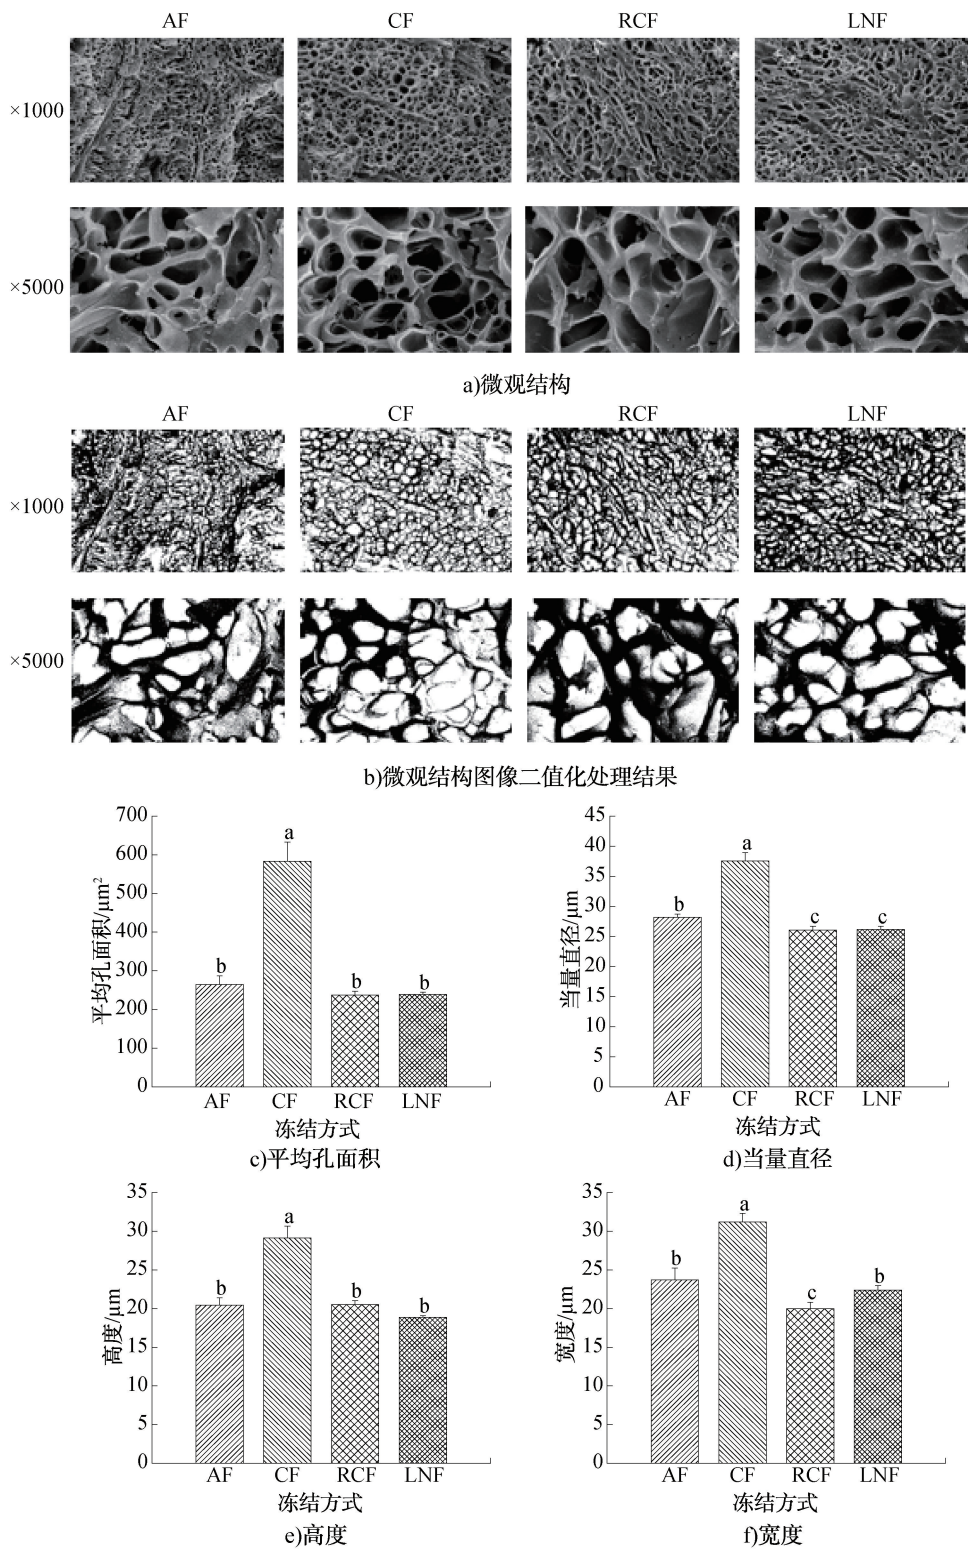 AF CF RCF LNF
×1000
×5000
a)微观结构
AF CF RCF LNF
×1000
×5000
b)微观结构图像二值化处理结果
700
600
500
400
300
200
100
0
平均孔面积/μm²
a
b b b
AF CF RCF LNF
冻结方式
c)平均孔面积
45
40
35
30
25
20
15
10
5
0
当量直径/μm
a
b c c
AF CF RCF LNF
冻结方式
d)当量直径
35
30
25
20
15
10
5
0
高度/μm
a
b b b
AF CF RCF LNF
冻结方式
e)高度
35
30
25
20
15
10
5
0
宽度/μm
a
b c b
AF CF RCF LNF
冻结方式
f)宽度